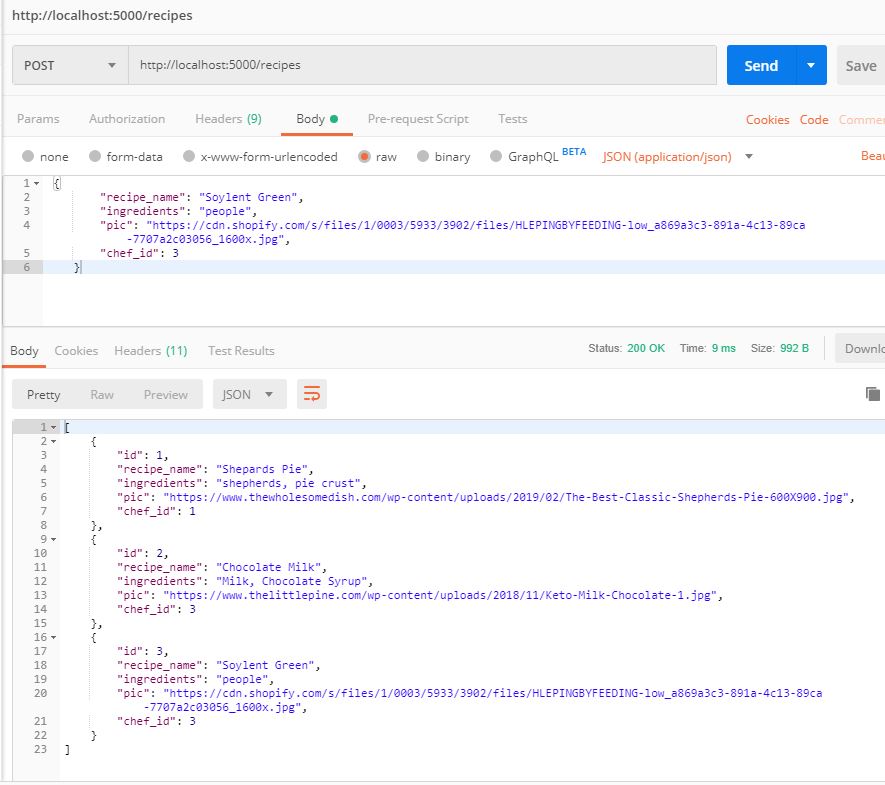 http://localhost:5000/recipes
POST http://localhost:5000/recipes Send Save
Params Authorization Headers (9) Body Pre-request Script Tests Cookies Code Commen
none form-data x-www-form-urlencoded raw binary GraphQL BETA JSON (application/json) Beau
1 {
2 "recipe_name": "Soylent Green",
3 "ingredients": "people",
4 "pic": "https://cdn.shopify.com/s/files/1/0003/5933/3902/files/HLEPINGBYFEEDING-low_a869a3c3-891a-4c13-89ca
-7707a2c03056_1600x.jpg",
5 "chef_id": 3
6 }
Body Cookies Headers (11) Test Results Status: 200 OK Time: 9 ms Size: 992 B Downlo
Pretty Raw Preview JSON
1 [
2 {
3 "id": 1,
4 "recipe_name": "Shepards Pie",
5 "ingredients": "shepherds, pie crust",
6 "pic": "https://www.thewholesomedish.com/wp-content/uploads/2019/02/The-Best-Classic-Shepherds-Pie-600X900.jpg",
7 "chef_id": 1
8 },
9 {
10 "id": 2,
11 "recipe_name": "Chocolate Milk",
12 "ingredients": "Milk, Chocolate Syrup",
13 "pic": "https://www.thelittlepine.com/wp-content/uploads/2018/11/Keto-Milk-Chocolate-1.jpg",
14 "chef_id": 3
15 },
16 {
17 "id": 3,
18 "recipe_name": "Soylent Green",
19 "ingredients": "people",
20 "pic": "https://cdn.shopify.com/s/files/1/0003/5933/3902/files/HLEPINGBYFEEDING-low_a869a3c3-891a-4c13-89ca
-7707a2c03056_1600x.jpg",
21 "chef_id": 3
22 }
23 ]